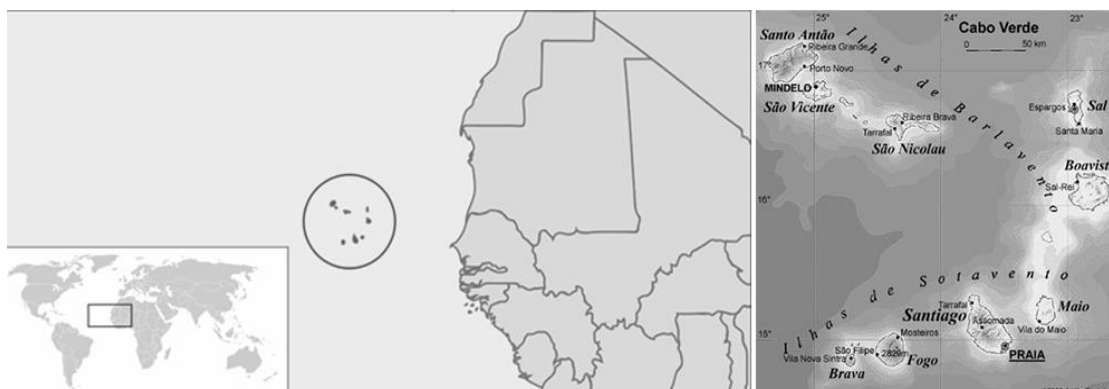 25
24
23
Cabo Verde
0 50 km
Santo Antão
Ribeira Grande
17
Porto Novo
MINDELO
São Vicente
Ilhas de Barlavento
Espargos
Sal
Santa Maria
Ribeira Brava
Tarrafal
São Nicolau
Boavist
Sal-Rei
16
Ilhas de Sotavento
Tarrafal
Santiago
Assomada
Maio
Vila do Maio
15
Mosteiros
São Filipe
2829m
Vila Nova Sintra
Fogo
Brava
PRAIA